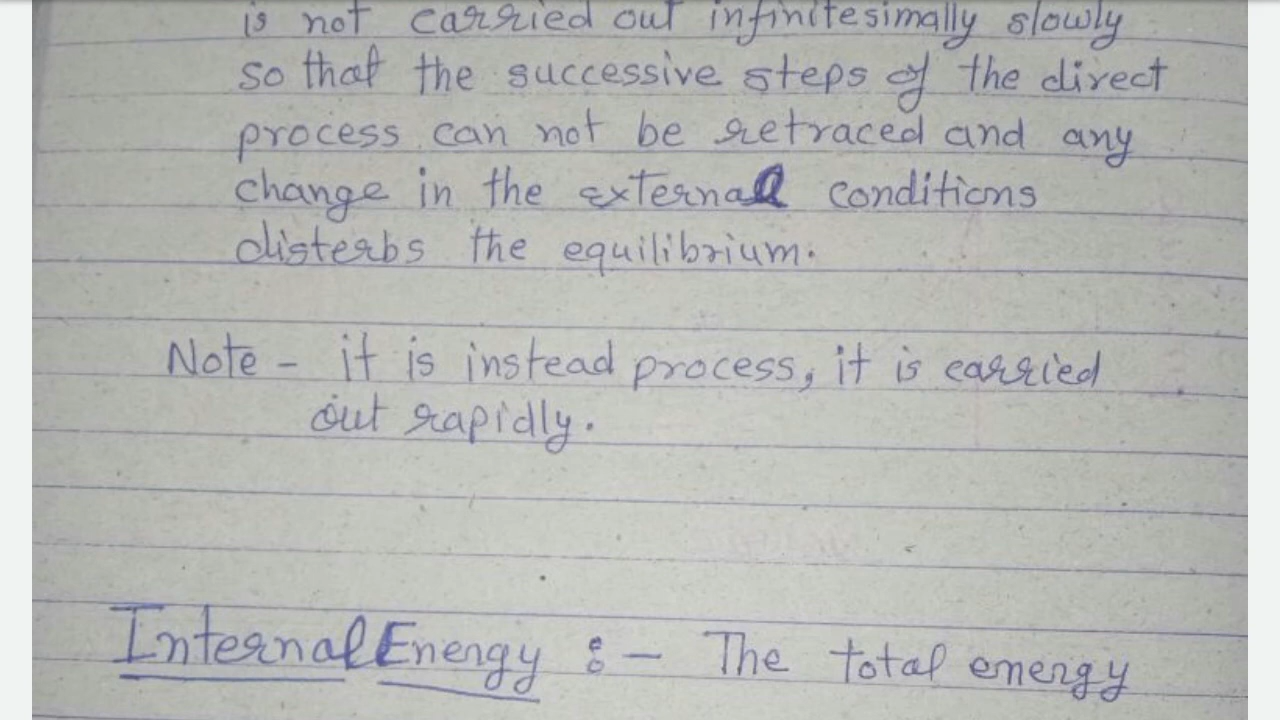 is not carried out infinitesimally slowly
so that the successive steps of the direct
process can not be retraced and any
change in the external conditions
disterbs the equilibrium.
Note - it is instead process, it is carried
out rapidly.
Internal Energy :- The total energy